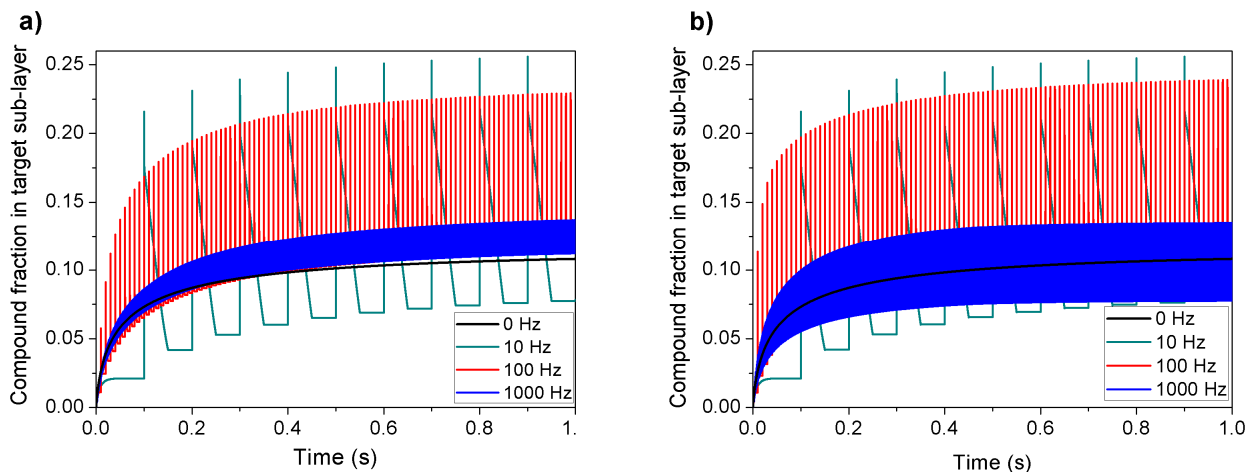 a)
Compound fraction in target sub-layer
0.25
0.20
0.15
0.10
0.05
0.00
0 Hz
10 Hz
100 Hz
1000 Hz
0.0 0.2 0.4 0.6 0.8 1.
Time (s)
b)
Compound fraction in target sub-layer
0.25
0.20
0.15
0.10
0.05
0.00
0 Hz
10 Hz
100 Hz
1000 Hz
0.0 0.2 0.4 0.6 0.8 1.0
Time (s)